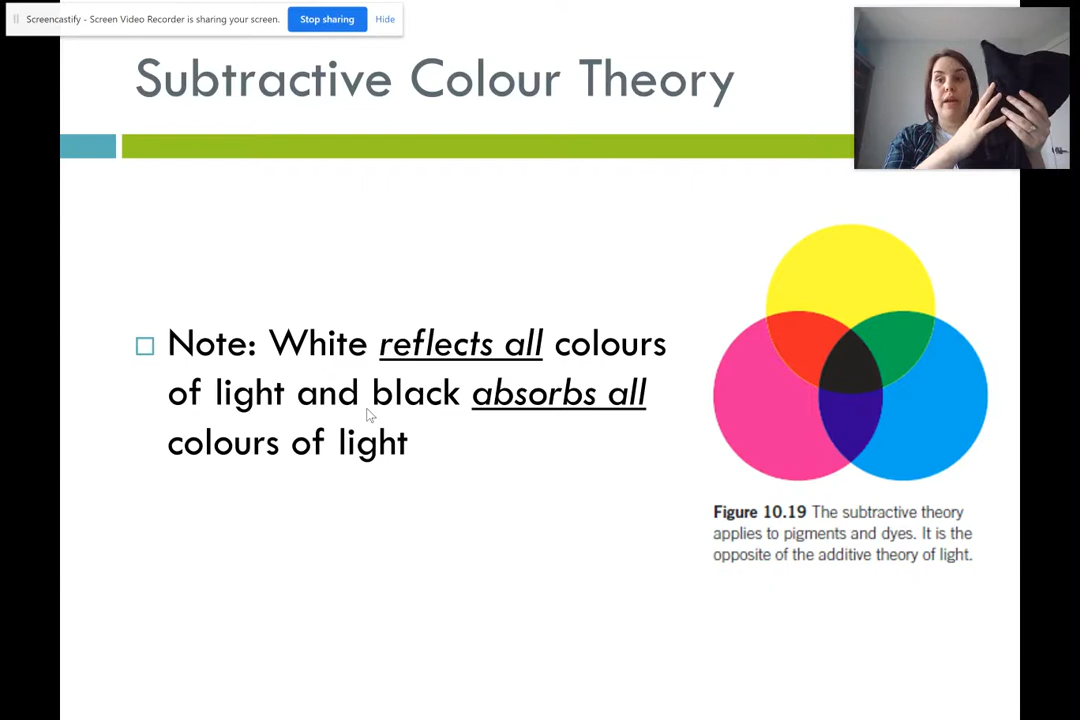 Screencastify - Screen Video Recorder is sharing your screen. Stop sharing Hide
Subtractive Colour Theory
Note: White reflects all colours
of light and black absorbs all
colours of light
Figure 10.19 The subtractive theory
applies to pigments and dyes. It is the
opposite of the additive theory of light.